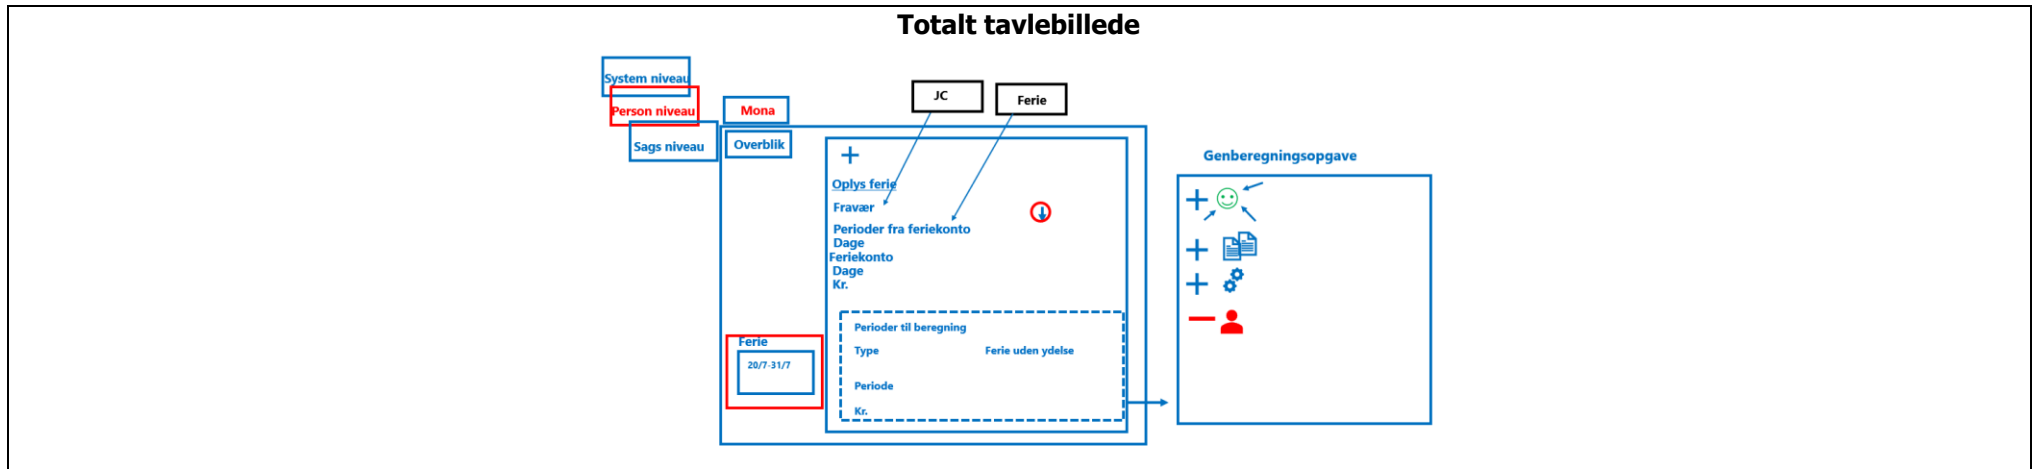 Totalt tavlebillede
System niveau
Person niveau
Sags niveau
Mona
Overblik
JC
Ferie
Oplys ferie
Fravær
Perioder fra feriekonto
Dage
Feriekonto
Dage
Kr.
Perioder til beregning
Type Ferie uden ydelse
Periode
Kr.
Ferie
20/7-31/7
Genberegningsopgave